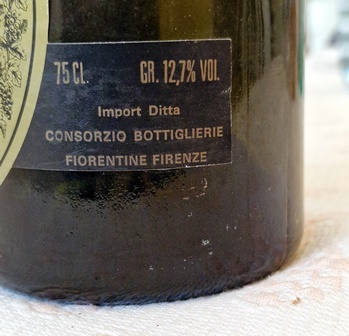 75 CL. GR. 12,7% VOL.
Import Ditta
CONSORZIO BOTTIGLIERIE
FIORENTINE FIRENZE